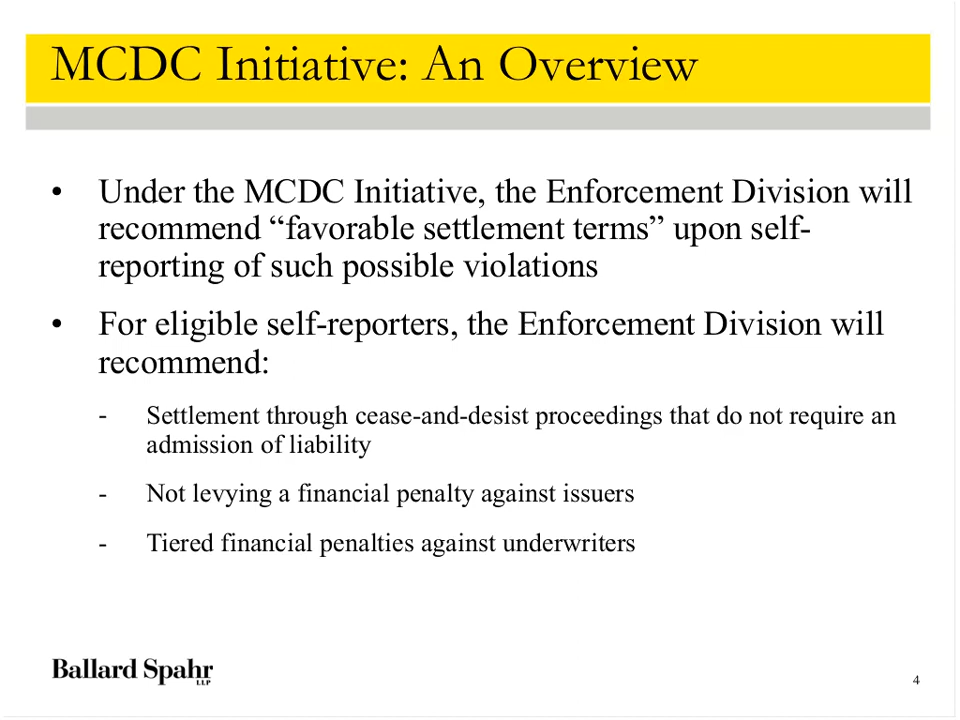 MCDC Initiative: An Overview
• Under the MCDC Initiative, the Enforcement Division will
recommend “favorable settlement terms” upon self-
reporting of such possible violations
• For eligible self-reporters, the Enforcement Division will
recommend:
- Settlement through cease-and-desist proceedings that do not require an
admission of liability
- Not levying a financial penalty against issuers
- Tiered financial penalties against underwriters
Ballard Spahr
LLP
4